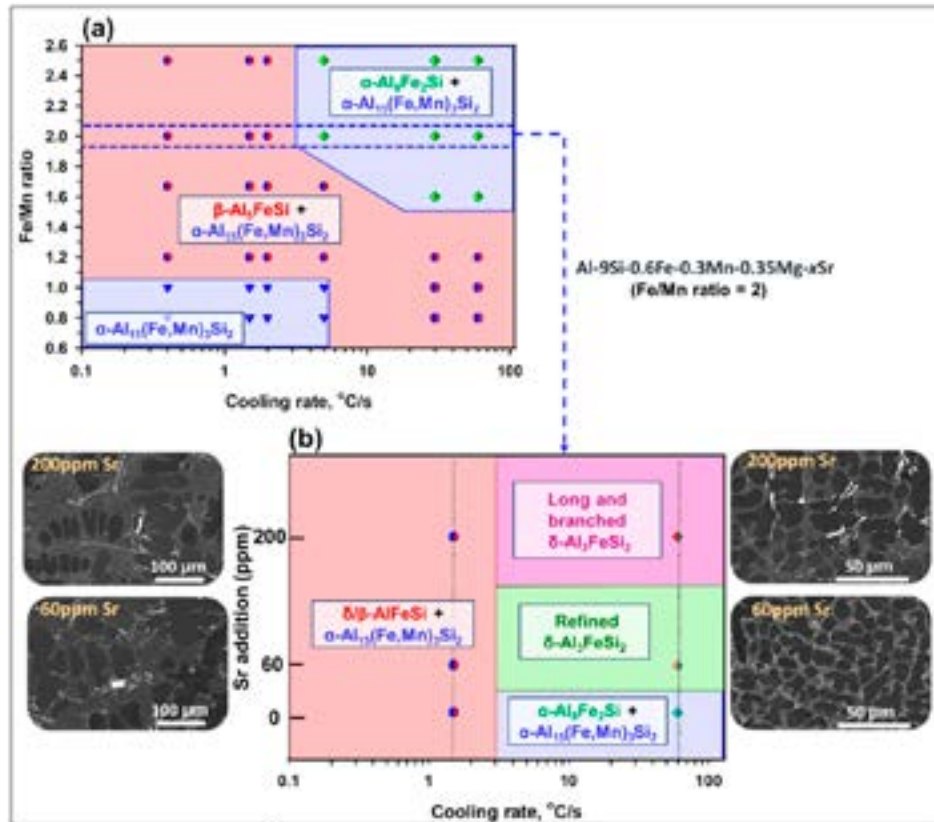 (a)
2.6
2.4
2.2
2.0
1.8
1.6
1.4
1.2
1.0
0.8
0.6
Fe/Mn ratio
α-Al₈Fe₂Si +
α-Al₁₅(Fe,Mn)₃Si₂
β-Al₅FeSi +
α-Al₁₅(Fe,Mn)₃Si₂
α-Al₁₅(Fe,Mn)₃Si₂
0.1
1
10
100
Cooling rate, °C/s
Al-9Si-0.6Fe-0.3Mn-0.35Mg-xSr
(Fe/Mn ratio = 2)
(b)
200ppm Sr
100 µm
60ppm Sr
100 µm
Sr addition (ppm)
200
60
0
δ/β-AlFeSi +
α-Al₁₅(Fe,Mn)₃Si₂
Long and
branched
δ-Al₃FeSi₂
Refined
δ-Al₃FeSi₂
α-Al₈Fe₂Si +
α-Al₁₅(Fe,Mn)₃Si₂
0.1
1
10
100
Cooling rate, °C/s
200ppm Sr
50 µm
60ppm Sr
50 µm